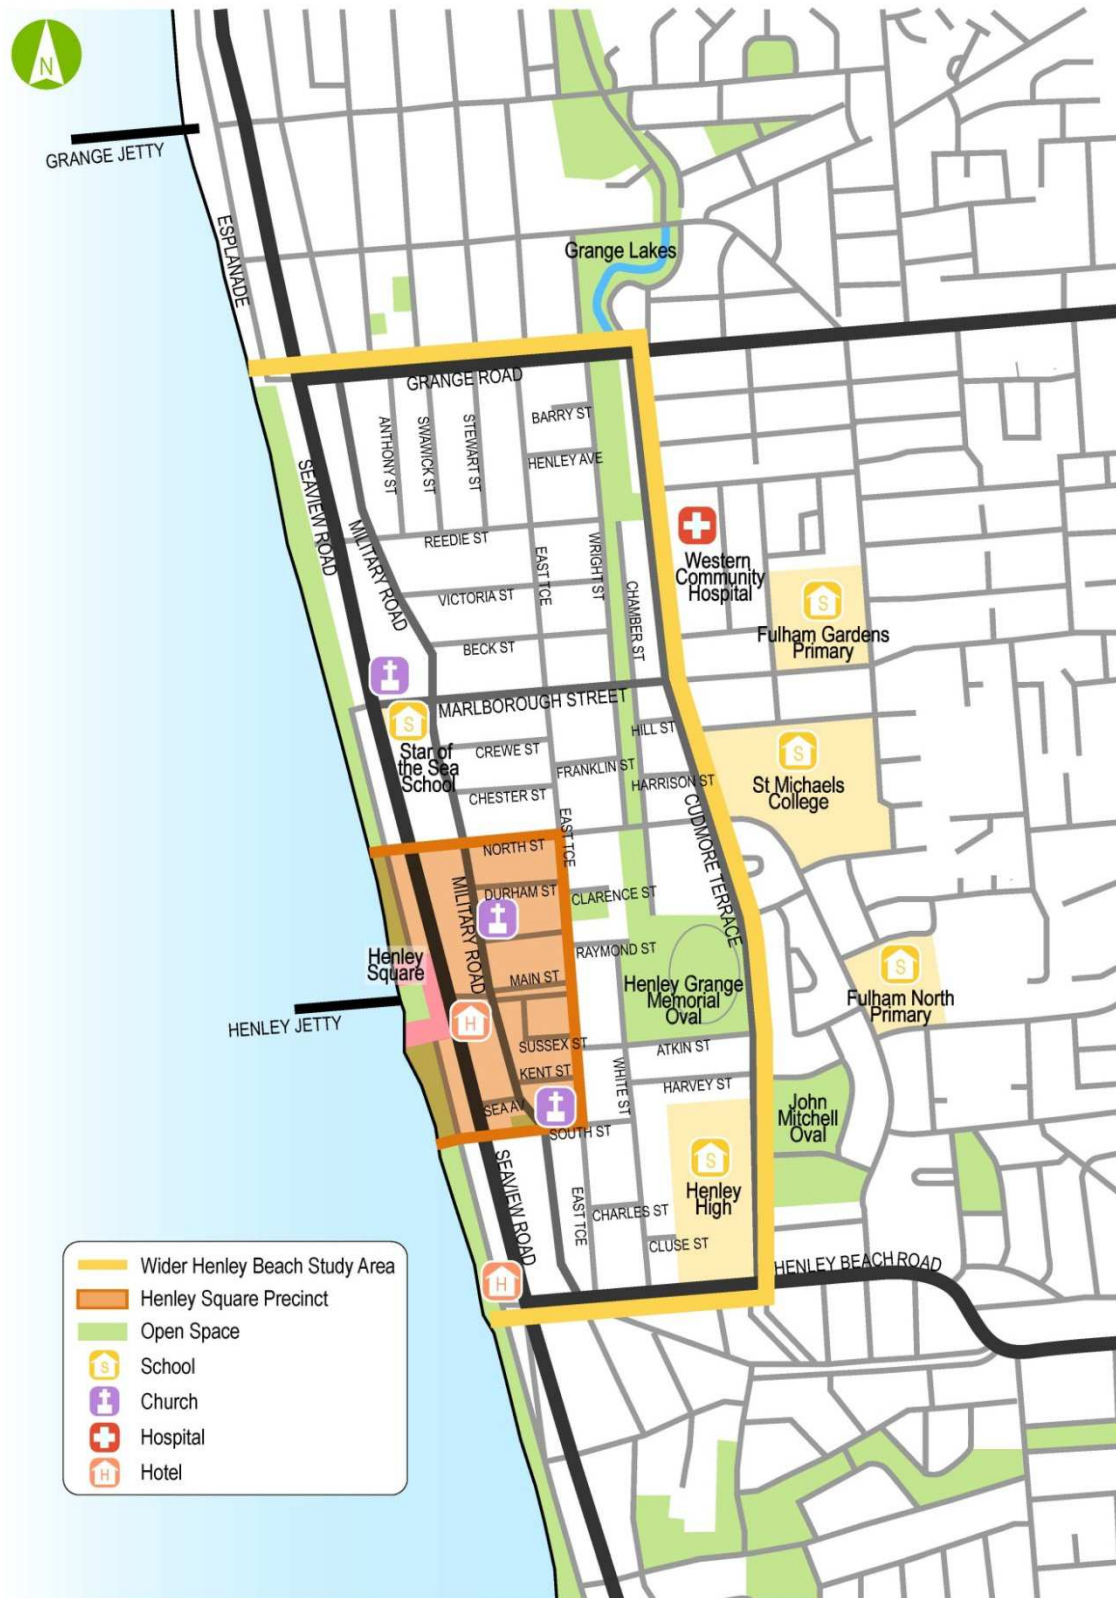 N
GRANGE JETTY
ESPLANADE
Grange Lakes
GRANGE ROAD
BARRY ST
ANTHONY ST
SWAWICK ST
STEWART ST
HENLEY AVE
SEAVIEW ROAD
MILITARY ROAD
REEDIE ST
EAST TCE
WRIGHT ST
Western
Community
Hospital
VICTORIA ST
CHAMBER ST
S
Fulham Gardens
Primary
BECK ST
MARLBOROUGH STREET
S
Star of
the Sea
School
CREWE ST
HILL ST
FRANKLIN ST
HARRISON ST
S
St Michaels
College
CHESTER ST
CUDMORE TERRACE
EAST TCE
NORTH ST
MILITARY ROAD
DURHAM ST
CLARENCE ST
Henley
Square
RAYMOND ST
MAIN ST
Henley Grange
Memorial
Oval
S
Fulham North
Primary
HENLEY JETTY
H
SUSSEX ST
ATKIN ST
KENT ST
WHITE ST
HARVEY ST
SEA AV
John
Mitchell
Oval
SOUTH ST
SEAVIEW ROAD
S
Henley
High
EAST TCE
CHARLES ST
CLUSE ST
HENLEY BEACH ROAD
H
Wider Henley Beach Study Area
Henley Square Precinct
Open Space
S School
Church
Hospital
H Hotel